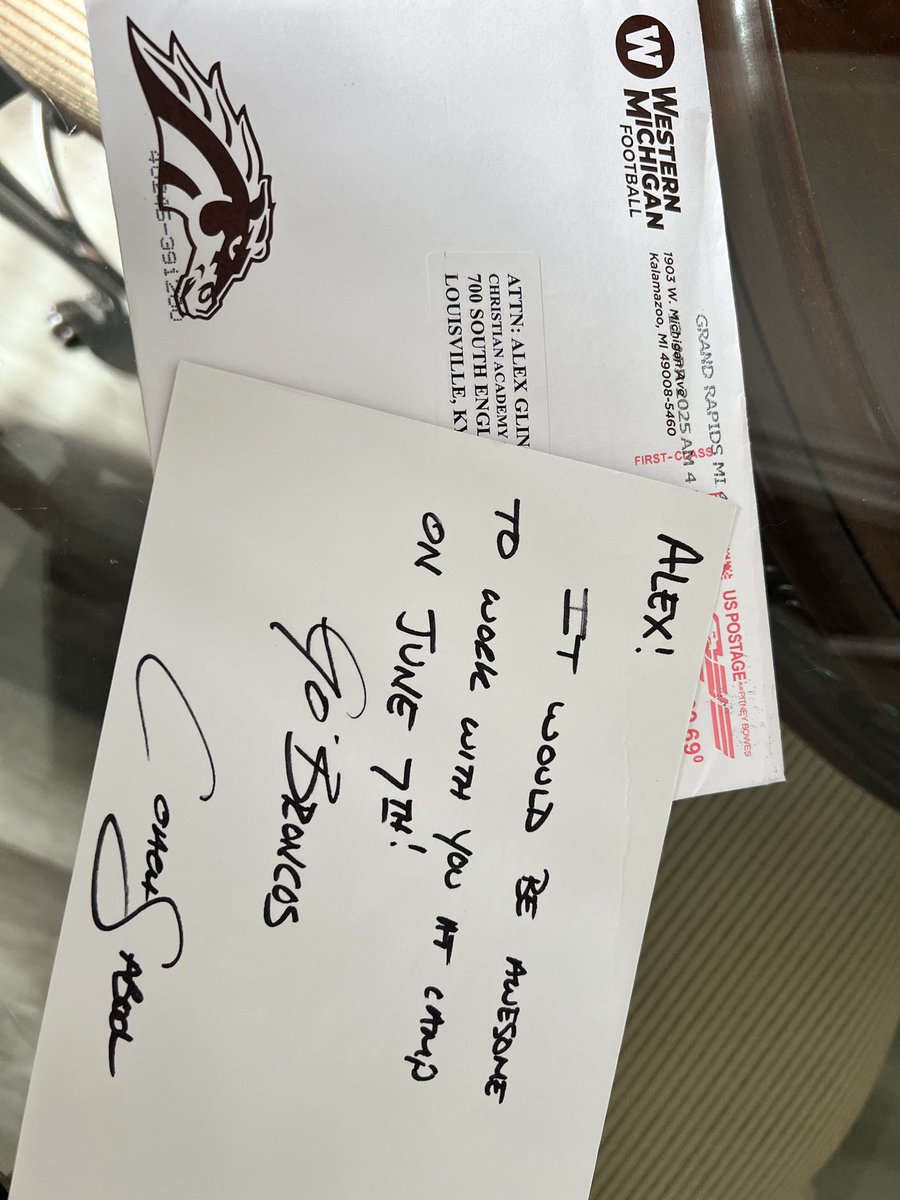 WESTERN
MICHIGAN
FOOTBALL
1903 W. Michigan Ave
Kalamazoo, MI 49008-5460
GRAND RAPIDS MI
2025 AM 4
FIRST-CLASS
US POSTAGE
PITNEY BOWES
ATTN: ALEX GLIN
CHRISTIAN ACADEMY
700 SOUTH ENGL
LOUISVILLE, KY
ALEX!
IT WOULD BE AWESOME
TO WORK WITH YOU AT CAMP
ON JUNE 7TH!
GO BRONCOS
COACH